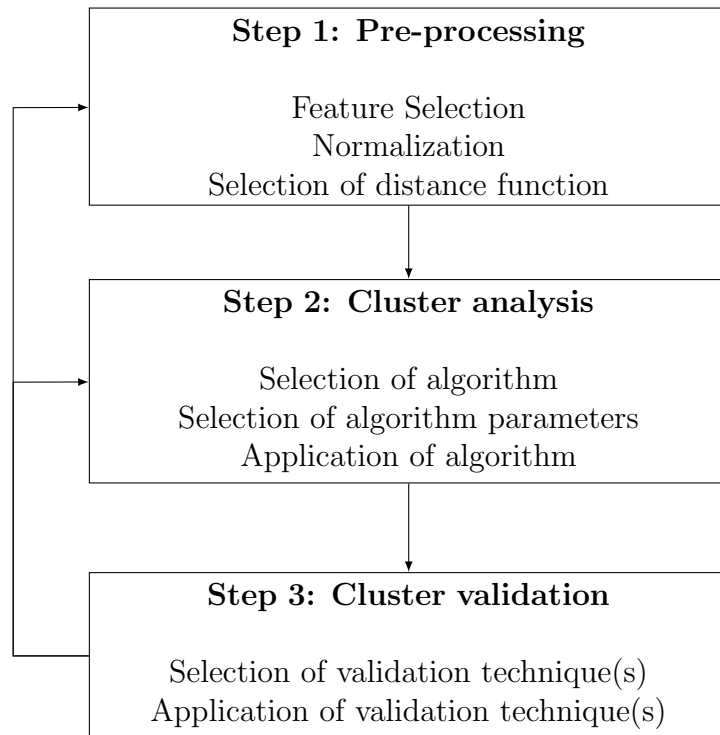 Step 1: Pre-processing
Feature Selection
Normalization
Selection of distance function
Step 2: Cluster analysis
Selection of algorithm
Selection of algorithm parameters
Application of algorithm
Step 3: Cluster validation
Selection of validation technique(s)
Application of validation technique(s)